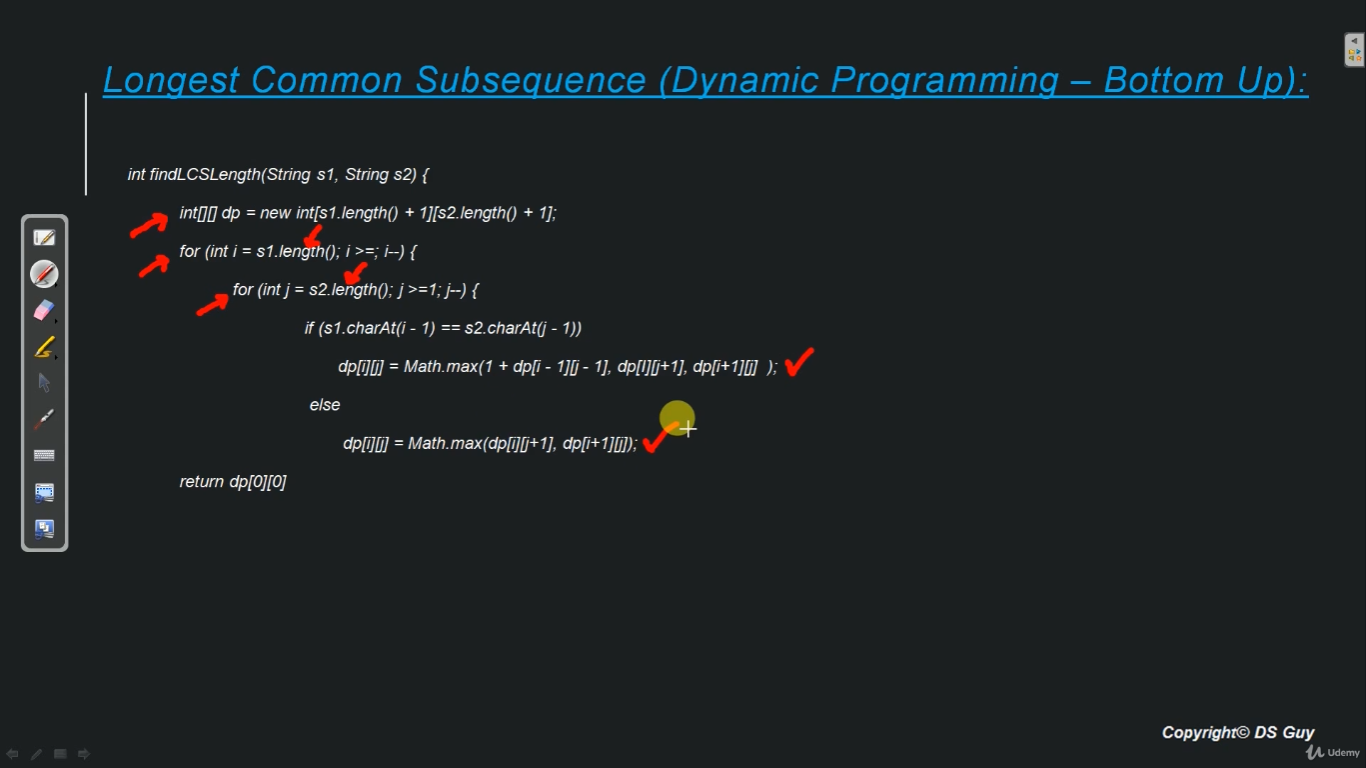 Longest Common Subsequence (Dynamic Programming – Bottom Up):
int findLCSLength(String s1, String s2) {
int[][] dp = new int[s1.length() + 1][s2.length() + 1];
for (int i = s1.length(); i >=; i--) {
for (int j = s2.length(); j >=1; j--) {
if (s1.charAt(i - 1) == s2.charAt(j - 1))
dp[i][j] = Math.max(1 + dp[i - 1][j - 1], dp[I][j+1], dp[i+1][j] );
else
dp[i][j] = Math.max(dp[i][j+1], dp[i+1][j]);
return dp[0][0]
Copyright© DS Guy
Udemy